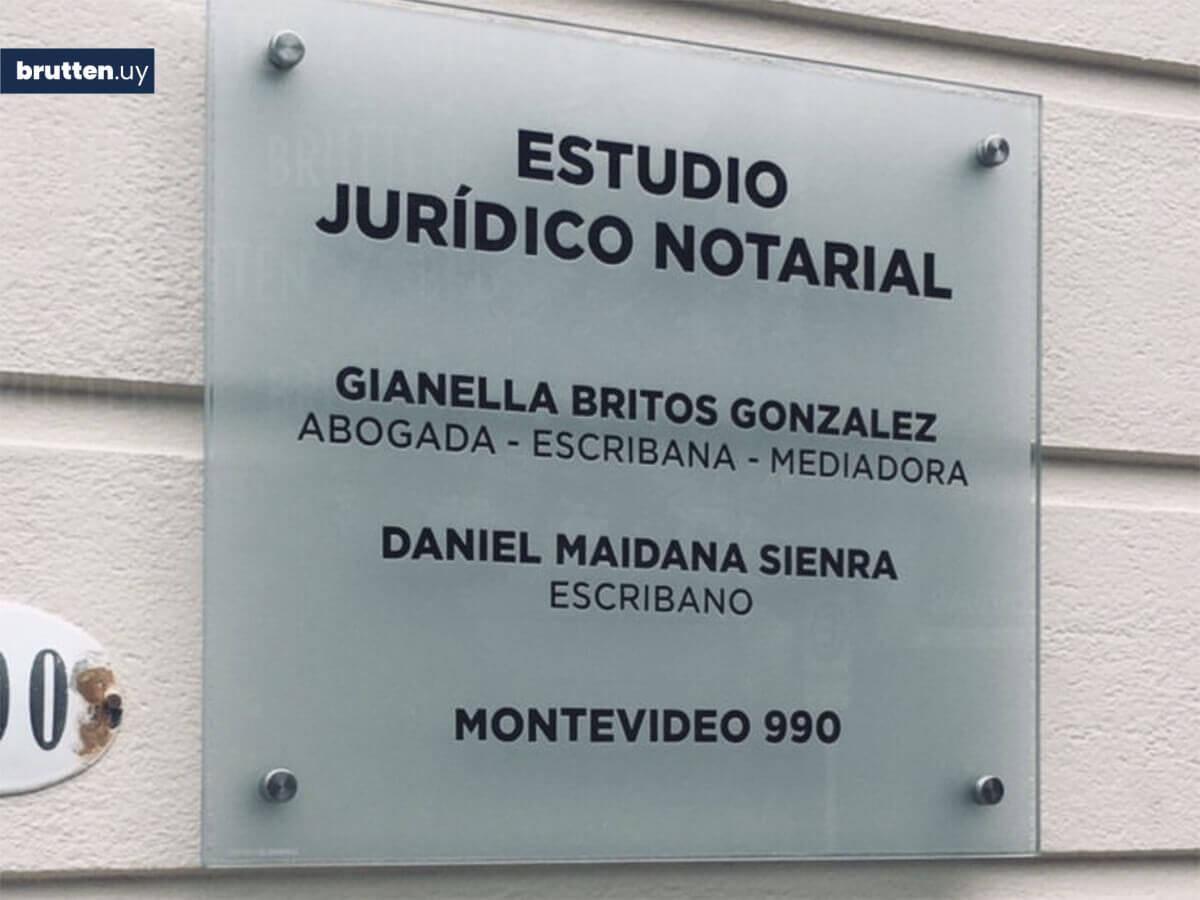 brutten.uy
ESTUDIO
JURÍDICO NOTARIAL
GIANELLA BRITOS GONZALEZ
ABOGADA - ESCRIBANA - MEDIADORA
DANIEL MAIDANA SIENRA
ESCRIBANO
MONTEVIDEO 990